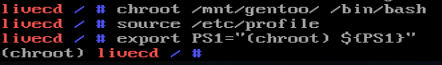 livecd / # chroot /mnt/gentoo/ /bin/bash
livecd / # source /etc/profile
livecd / # export PS1="(chroot) ${PS1}"
(chroot) livecd / #